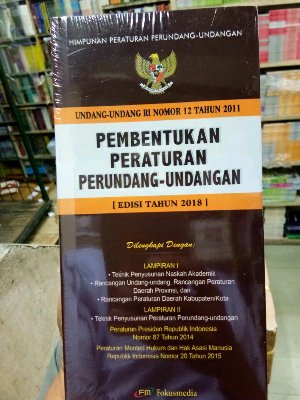 HIMPUNAN PERATURAN PERUNDANG-UNDANGAN
UNDANG-UNDANG RI NOMOR 12 TAHUN 2011
PEMBENTUKAN
PERATURAN
PERUNDANG-UNDANGAN
[ EDISI TAHUN 2018 ]
Dilengkapi Dengan:
LAMPIRAN I
• Teknik Penyusunan Naskah Akademik
• Rancangan Undang-undang, Rancangan Peraturan
Daerah Provinsi, dan
• Rancangan Peraturan Daerah Kabupaten/Kota
LAMPIRAN II
• Teknik Penyusunan Peraturan Perundang-undangan
Peraturan Presiden Republik Indonesia
Nomor 87 Tahun 2014
Peraturan Menteri Hukum dan Hak Asasi Manusia
Republik Indonesia Nomor 20 Tahun 2015
Fm Fokusmedia